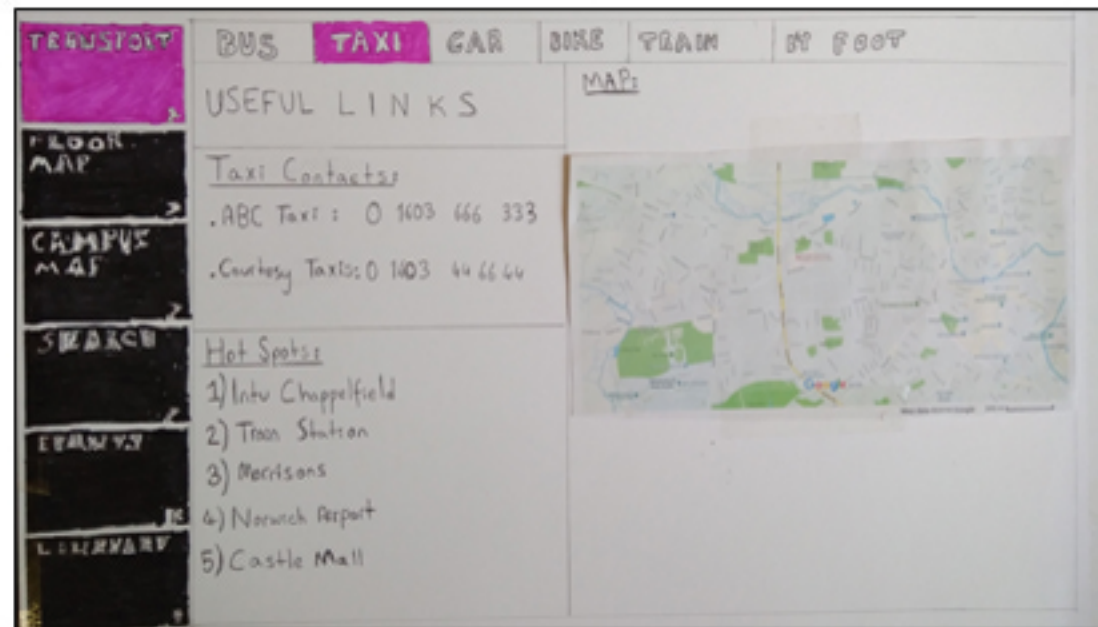 TRANSPORT
BUS TAXI CAR BIKE TRAIN BY FOOT
FLOOR
MAP
CAMPUS
MAP
SEARCH
EVENTS
LIBRARY
USEFUL LINKS
Taxi Contacts:
. ABC Taxi : 0 1603 666 333
. Courtesy Taxis: 0 1603 44 66 44
Hot Spots:
1) Intu Chappelfield
2) Train Station
3) Morrisons
4) Norwich Airport
5) Castle Mall
MAP:
Google